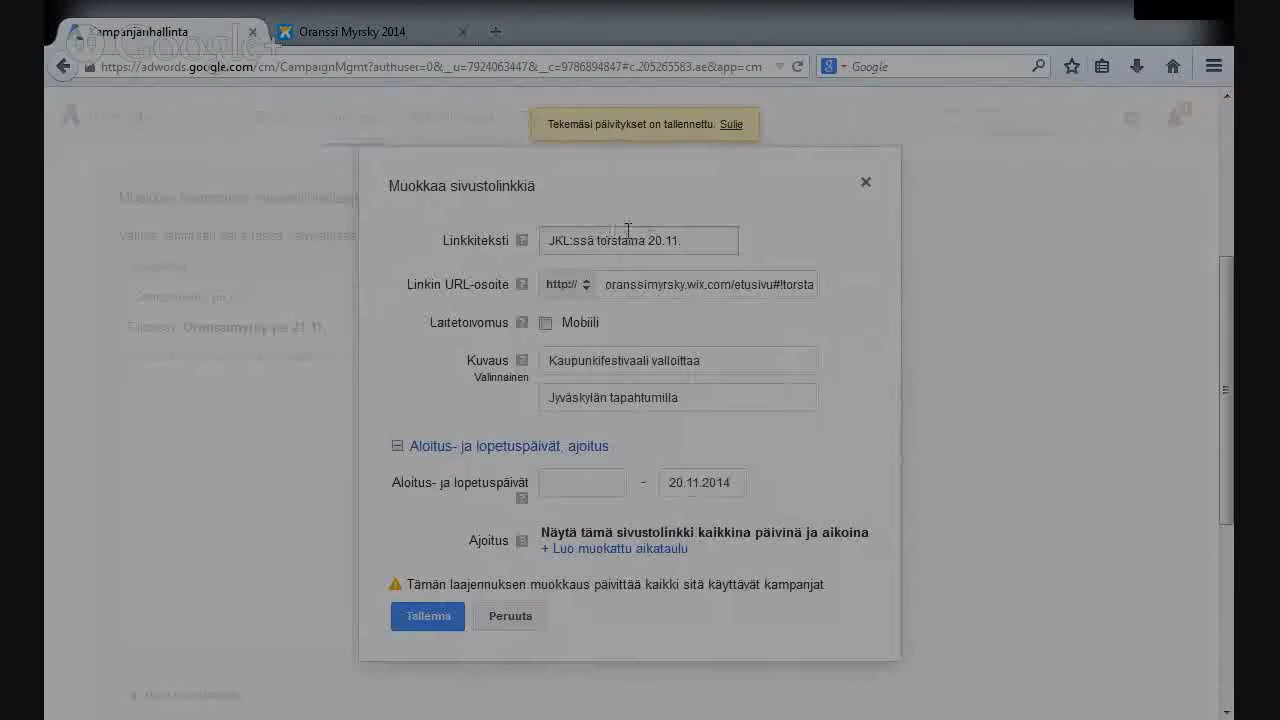 Kampanjanhallinta
Oranssi Myrsky 2014
Google+
https://adwords.google.com/cm/CampaignMgmt?authuser=0&__u=7924063447&__c=9786894847#c.205265583.ae&app=cm
Google
Tekemäsi päivitykset on tallennettu. Sulje
Muokkaa sivustolinkkiä
Linkkiteksti
JKL:ssä torstaina 20.11.
Linkin URL-osoite
http://
oranssimyrsky.wix.com/etusivu#!torsta
Laitetoivomus
Mobiili
Kuvaus
Kaupunkifestivaali valloittaa
Valinnainen
Jyväskylän tapahtumilla
Aloitus- ja lopetuspäivät, ajoitus
Aloitus- ja lopetuspäivät
-
20.11.2014
Ajoitus
Näytä tämä sivustolinkki kaikkina päivinä ja aikoina
+ Luo muokattu aikataulu
Tämän laajennuksen muokkaus päivittää kaikki sitä käyttävät kampanjat
Tallenna
Peruuta